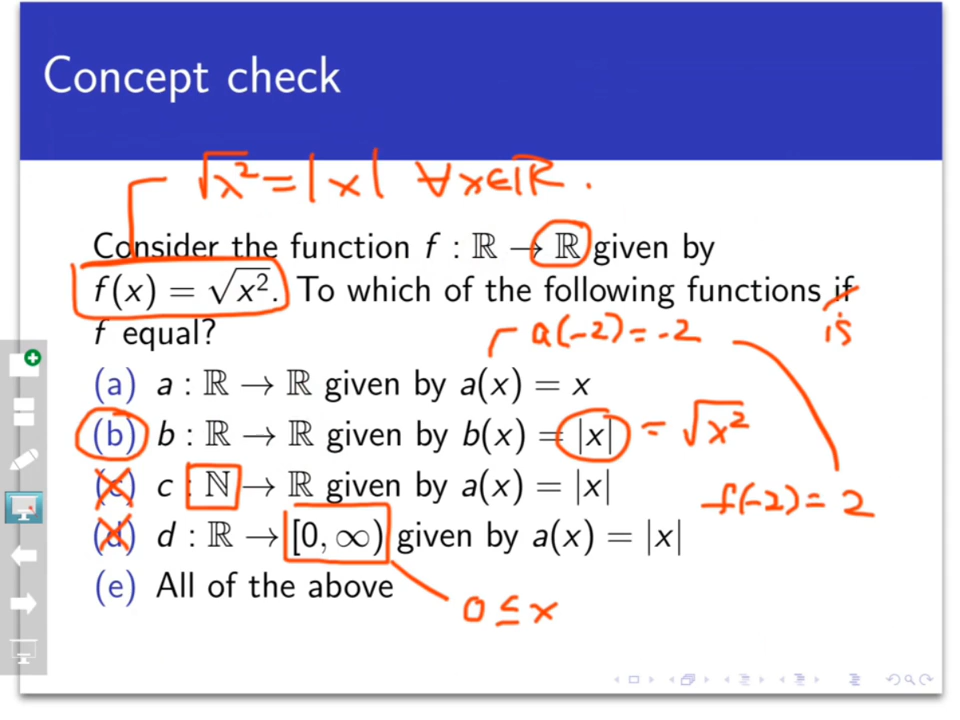 Concept check
√x² = |x| ∀x∈ℝ.
Consider the function f : ℝ → ℝ given by
f(x) = √x². To which of the following functions if
is
f equal?
a(-2) = -2
(a) a : ℝ → ℝ given by a(x) = x
(b) b : ℝ → ℝ given by b(x) = |x| = √x²
(c) c : ℕ → ℝ given by a(x) = |x|
f(-2) = 2
(d) d : ℝ → [0, ∞) given by a(x) = |x|
(e) All of the above
0 ≤ x